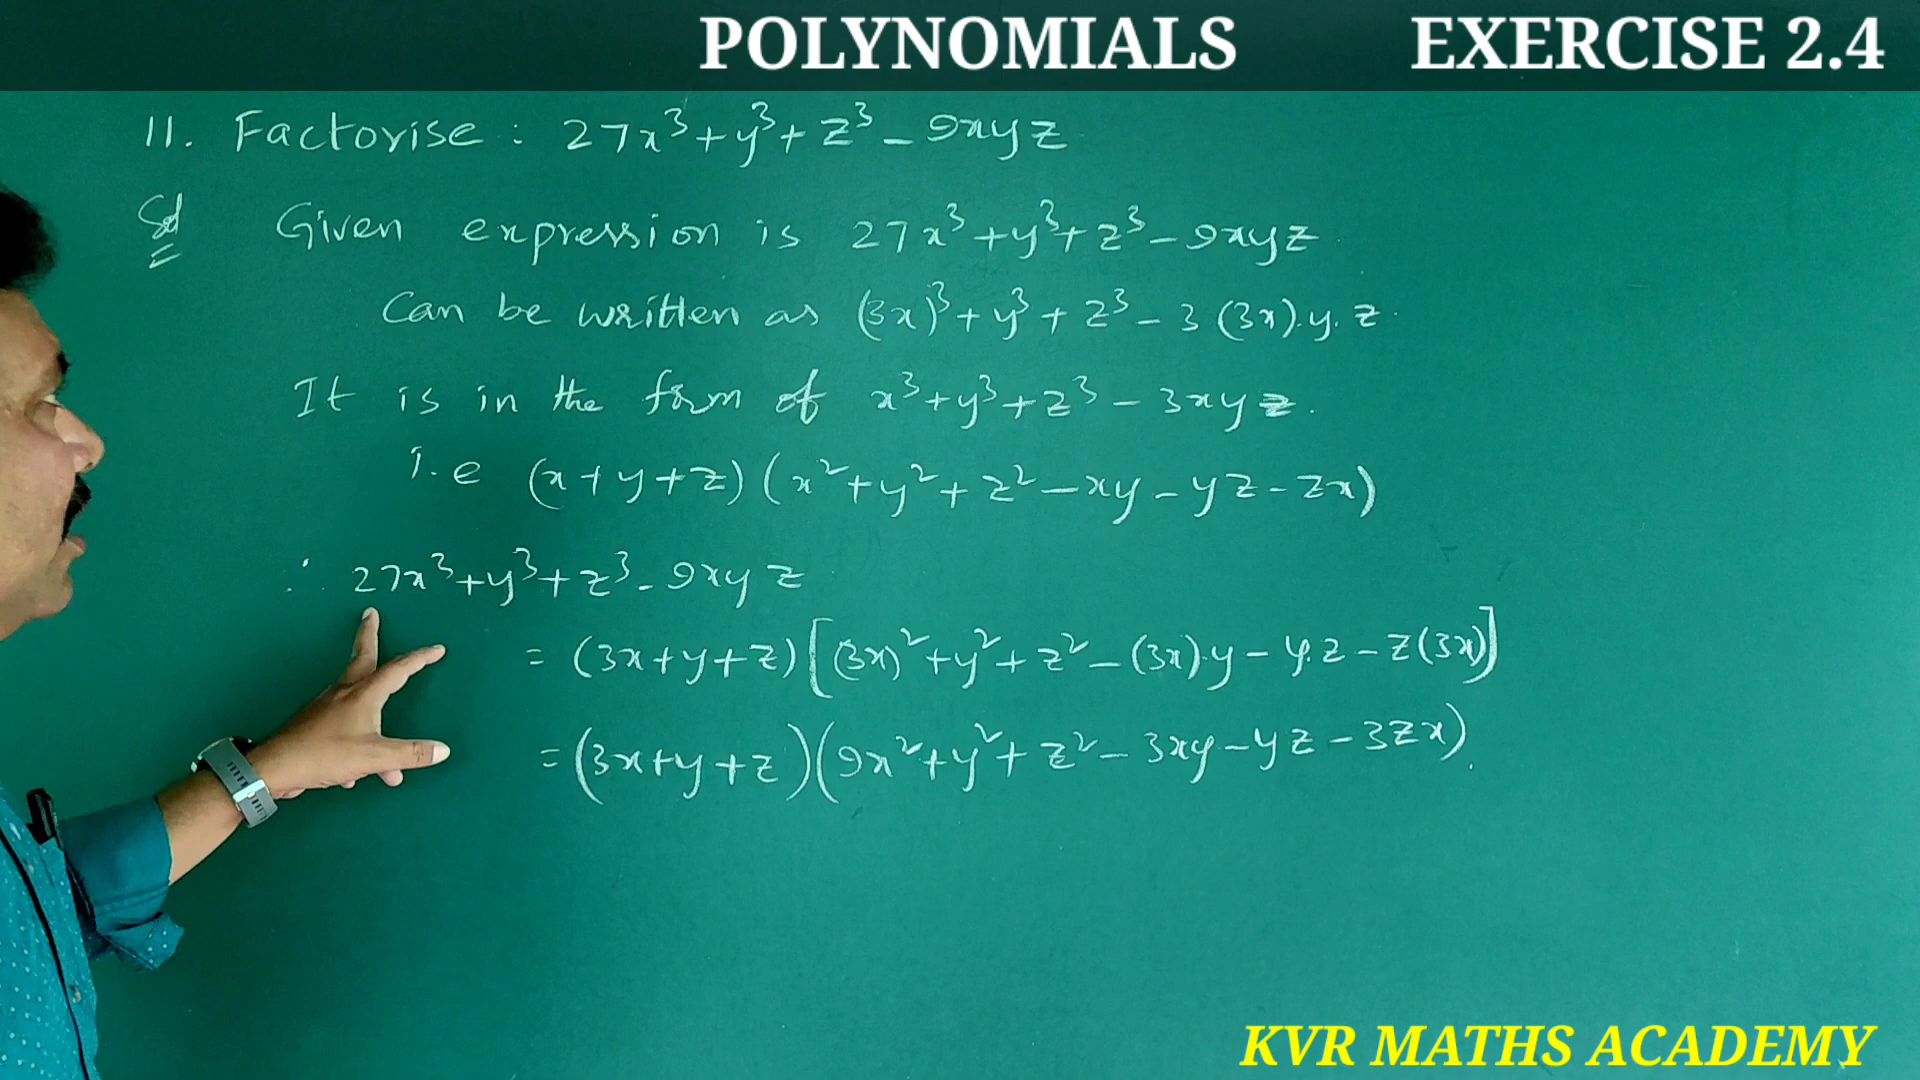 POLYNOMIALS EXERCISE 2.4
11. Factorise : 27x³+y³+z³-9xyz
Sol Given expression is 27x³+y³+z³-9xyz
Can be written as (3x)³+y³+z³-3(3x).y.z.
It is in the form of x³+y³+z³-3xyz.
i.e (x+y+z)(x²+y²+z²-xy-yz-zx)
∴ 27x³+y³+z³-9xyz
= (3x+y+z)[(3x)²+y²+z²-(3x).y-y.z-z(3x)]
=(3x+y+z)(9x²+y²+z²-3xy-yz-3zx).
KVR MATHS ACADEMY